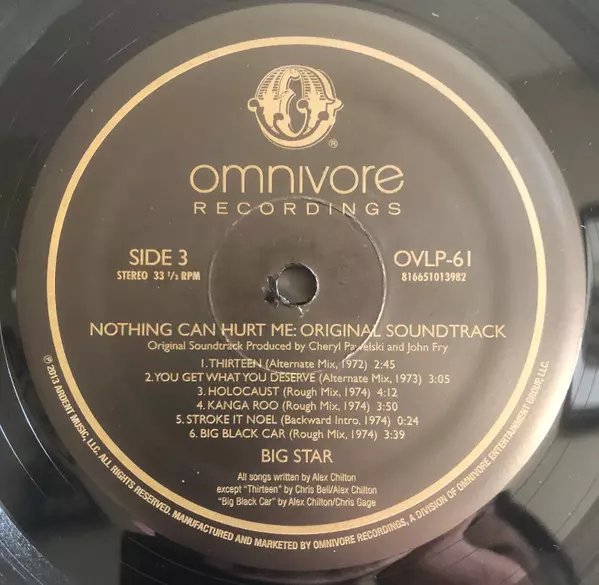 omnivore
RECORDINGS
SIDE 3
STEREO 33 ⅓ RPM
OVLP-61
816651013982
NOTHING CAN HURT ME: ORIGINAL SOUNDTRACK
Original Soundtrack Produced by Cheryl Pawelski and John Fry
1. THIRTEEN (Alternate Mix, 1972) 2:45
2. YOU GET WHAT YOU DESERVE (Alternate Mix, 1973) 3:05
3. HOLOCAUST (Rough Mix, 1974) 4:12
4. KANGA ROO (Rough Mix, 1974) 3:50
5. STROKE IT NOEL (Backward Intro, 1974) 0:24
6. BIG BLACK CAR (Rough Mix, 1974) 3:39
BIG STAR
All songs written by Alex Chilton
except "Thirteen" by Chris Bell/Alex Chilton
"Big Black Car" by Alex Chilton/Chris Gage
℗ 2013 ARDENT MUSIC, LLC. ALL RIGHTS RESERVED. MANUFACTURED AND MARKETED BY OMNIVORE RECORDINGS, A DIVISION OF OMNIVORE ENTERTAINMENT GROUP, LLC.